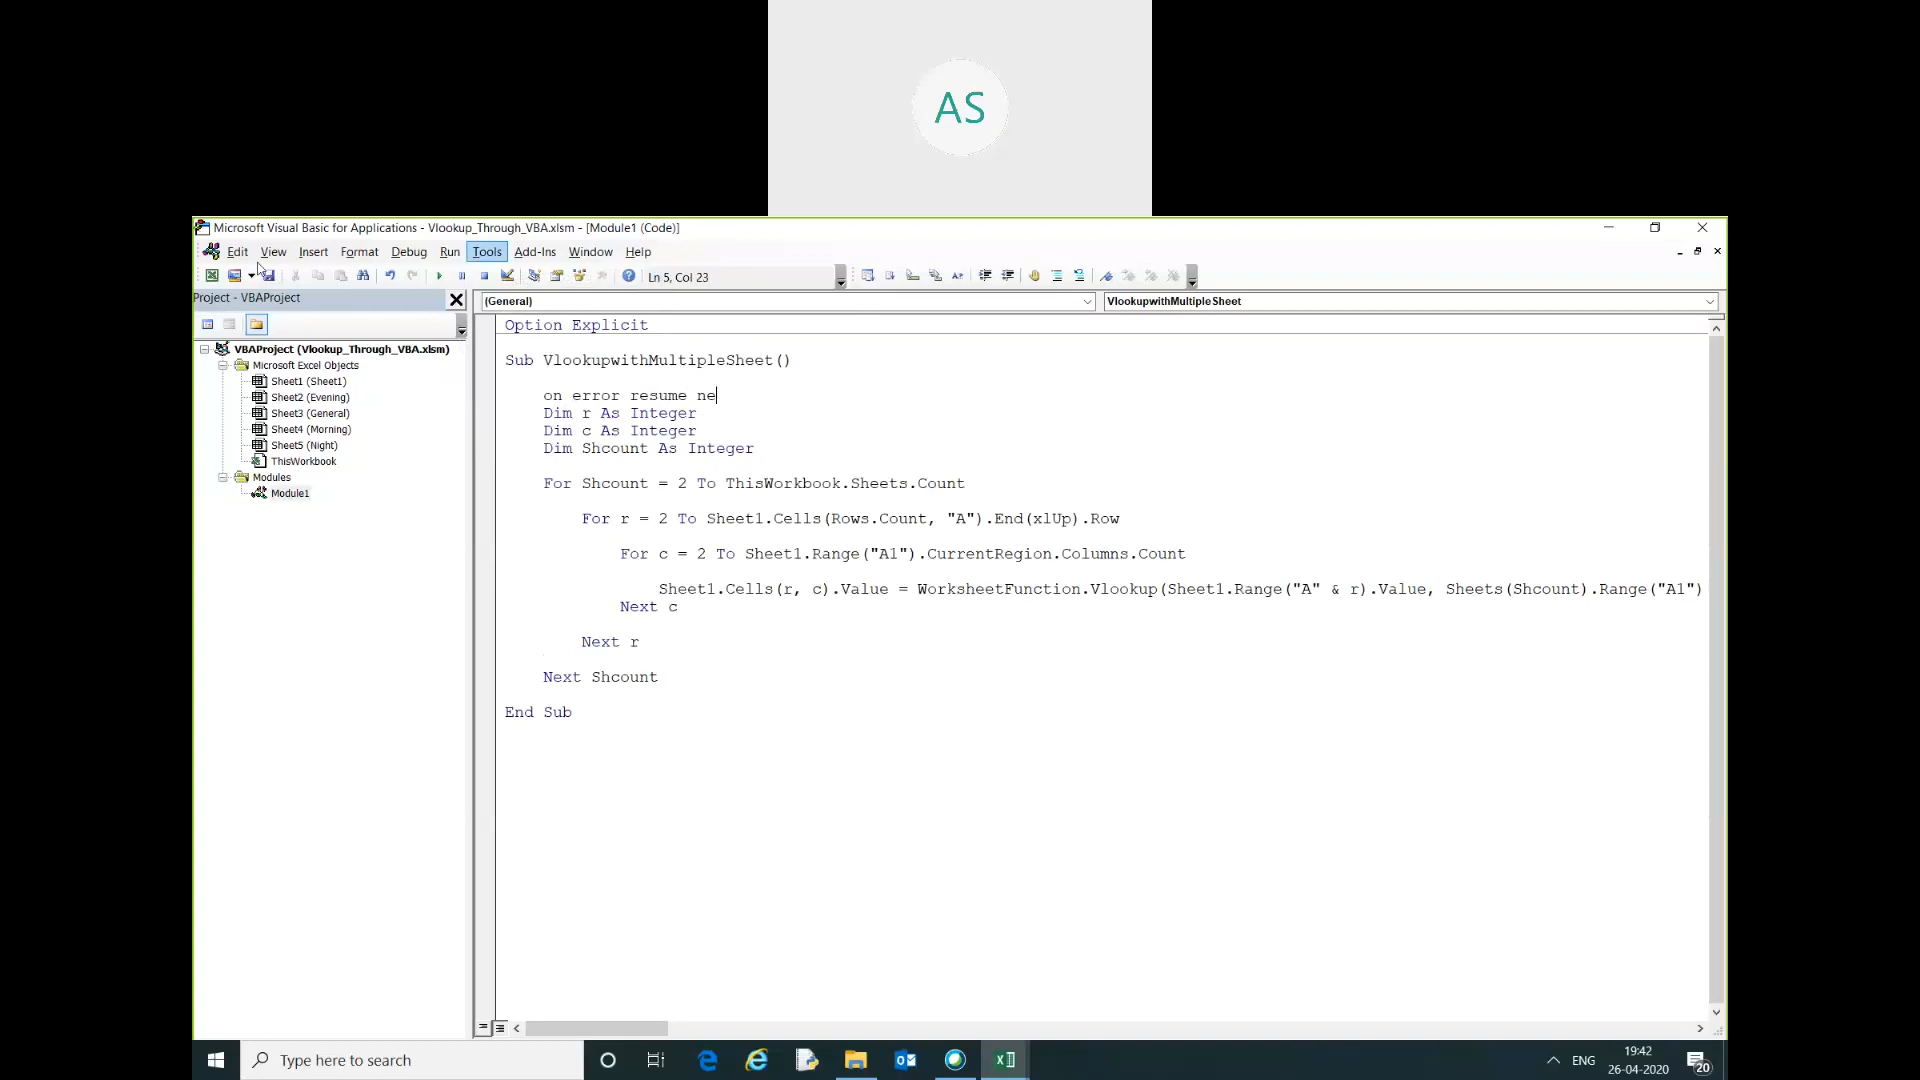 AS
Microsoft Visual Basic for Applications - Vlookup_Through_VBA.xlsm - [Module1 (Code)]
Edit View Insert Format Debug Run Tools Add-Ins Window Help
Ln 5, Col 23
Project - VBAProject
(General)
VlookupwithMultipleSheet
VBAProject (Vlookup_Through_VBA.xlsm)
Microsoft Excel Objects
Sheet1 (Sheet1)
Sheet2 (Evening)
Sheet3 (General)
Sheet4 (Morning)
Sheet5 (Night)
ThisWorkbook
Modules
Module1
Option Explicit
Sub VlookupwithMultipleSheet()
on error resume ne
Dim r As Integer
Dim c As Integer
Dim Shcount As Integer
For Shcount = 2 To ThisWorkbook.Sheets.Count
For r = 2 To Sheet1.Cells(Rows.Count, "A").End(xlUp).Row
For c = 2 To Sheet1.Range("A1").CurrentRegion.Columns.Count
Sheet1.Cells(r, c).Value = WorksheetFunction.Vlookup(Sheet1.Range("A" & r).Value, Sheets(Shcount).Range("A1")
Next c
Next r
Next Shcount
End Sub
Type here to search
ENG
19:42
26-04-2020
20